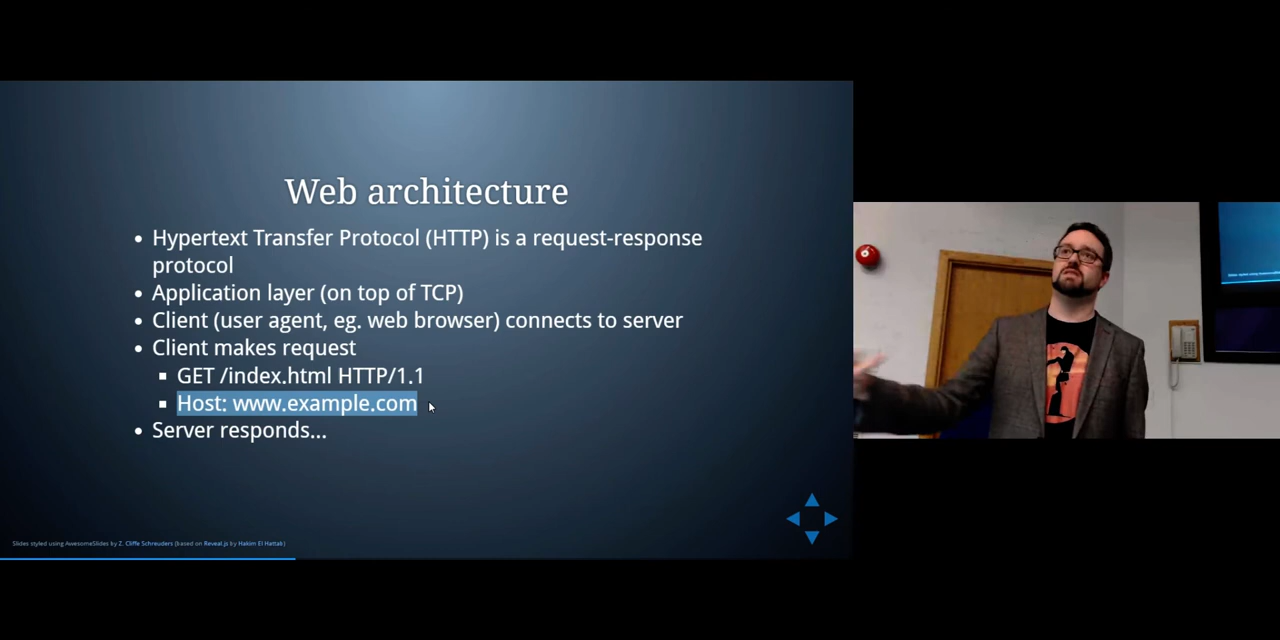 Web architecture
Hypertext Transfer Protocol (HTTP) is a request-response
protocol
Application layer (on top of TCP)
Client (user agent, eg. web browser) connects to server
Client makes request
GET /index.html HTTP/1.1
Host: www.example.com
Server responds...
Slides styled using AwesomeSlides by Z. Cliffe Schreuders (based on Reveal.js by Hakim El Hattab)